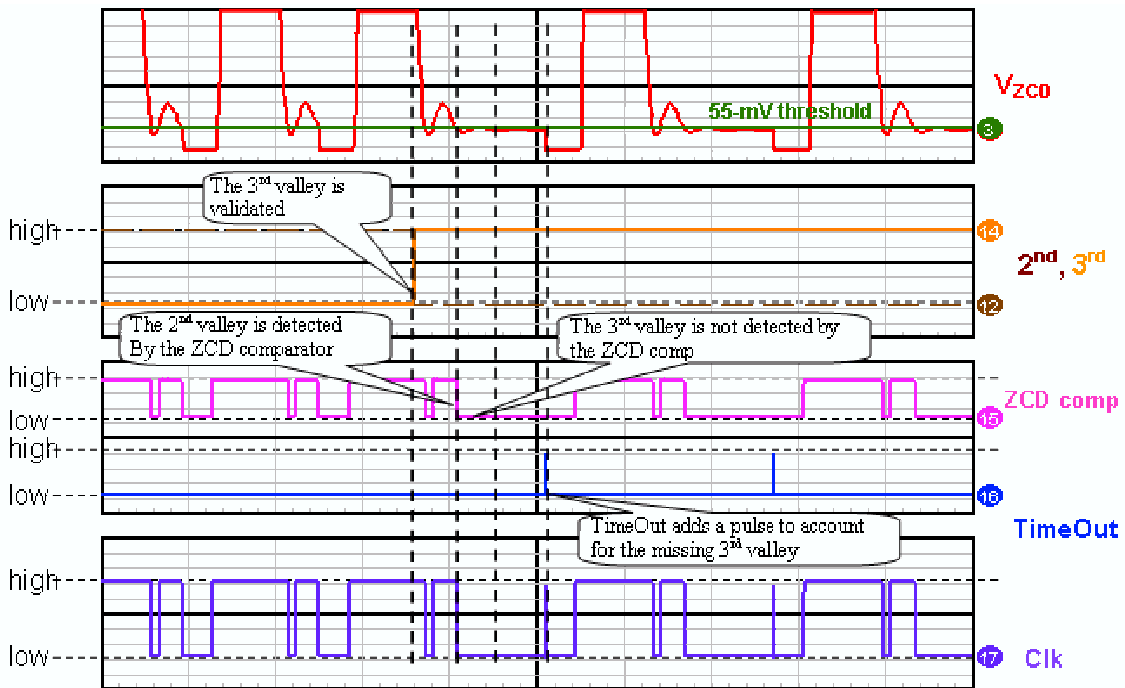 V_ZCD
55-mV threshold
3
The 3rd valley is
validated
high
14
2nd, 3rd
low
12
The 2nd valley is detected
By the ZCD comparator
The 3rd valley is not detected by
the ZCD comp
high
ZCD comp
low
15
high
low
16
TimeOut adds a pulse to account
for the missing 3rd valley
TimeOut
high
low
17
Clk